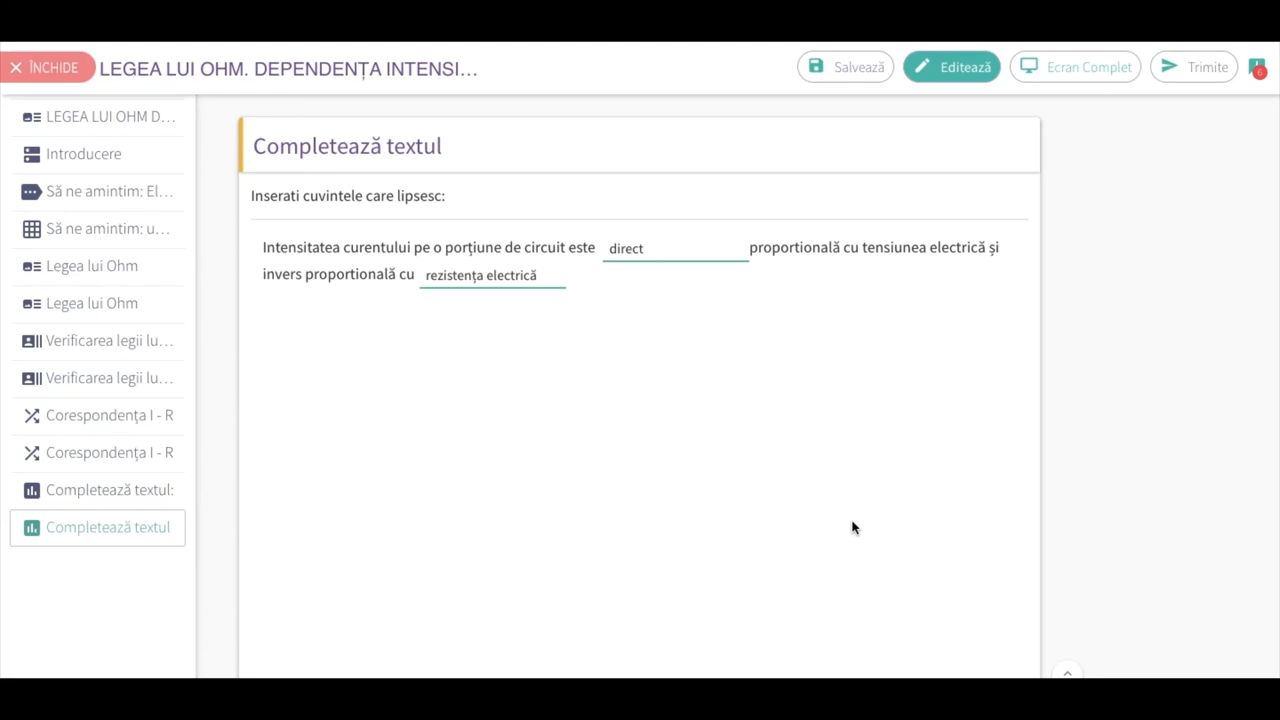 ÎNCHIDE
LEGEA LUI OHM. DEPENDENȚA INTENSI...
Salvează
Editează
Ecran Complet
Trimite
6
LEGEA LUI OHM D...
Introducere
Să ne amintim: El...
Să ne amintim: u...
Legea lui Ohm
Legea lui Ohm
Verificarea legii lu...
Verificarea legii lu...
Corespondența I - R
Corespondența I - R
Completează textul:
Completează textul
Completează textul
Inserati cuvintele care lipsesc:
Intensitatea curentului pe o porțiune de circuit este direct proportională cu tensiunea electrică și
invers proportională cu rezistența electrică